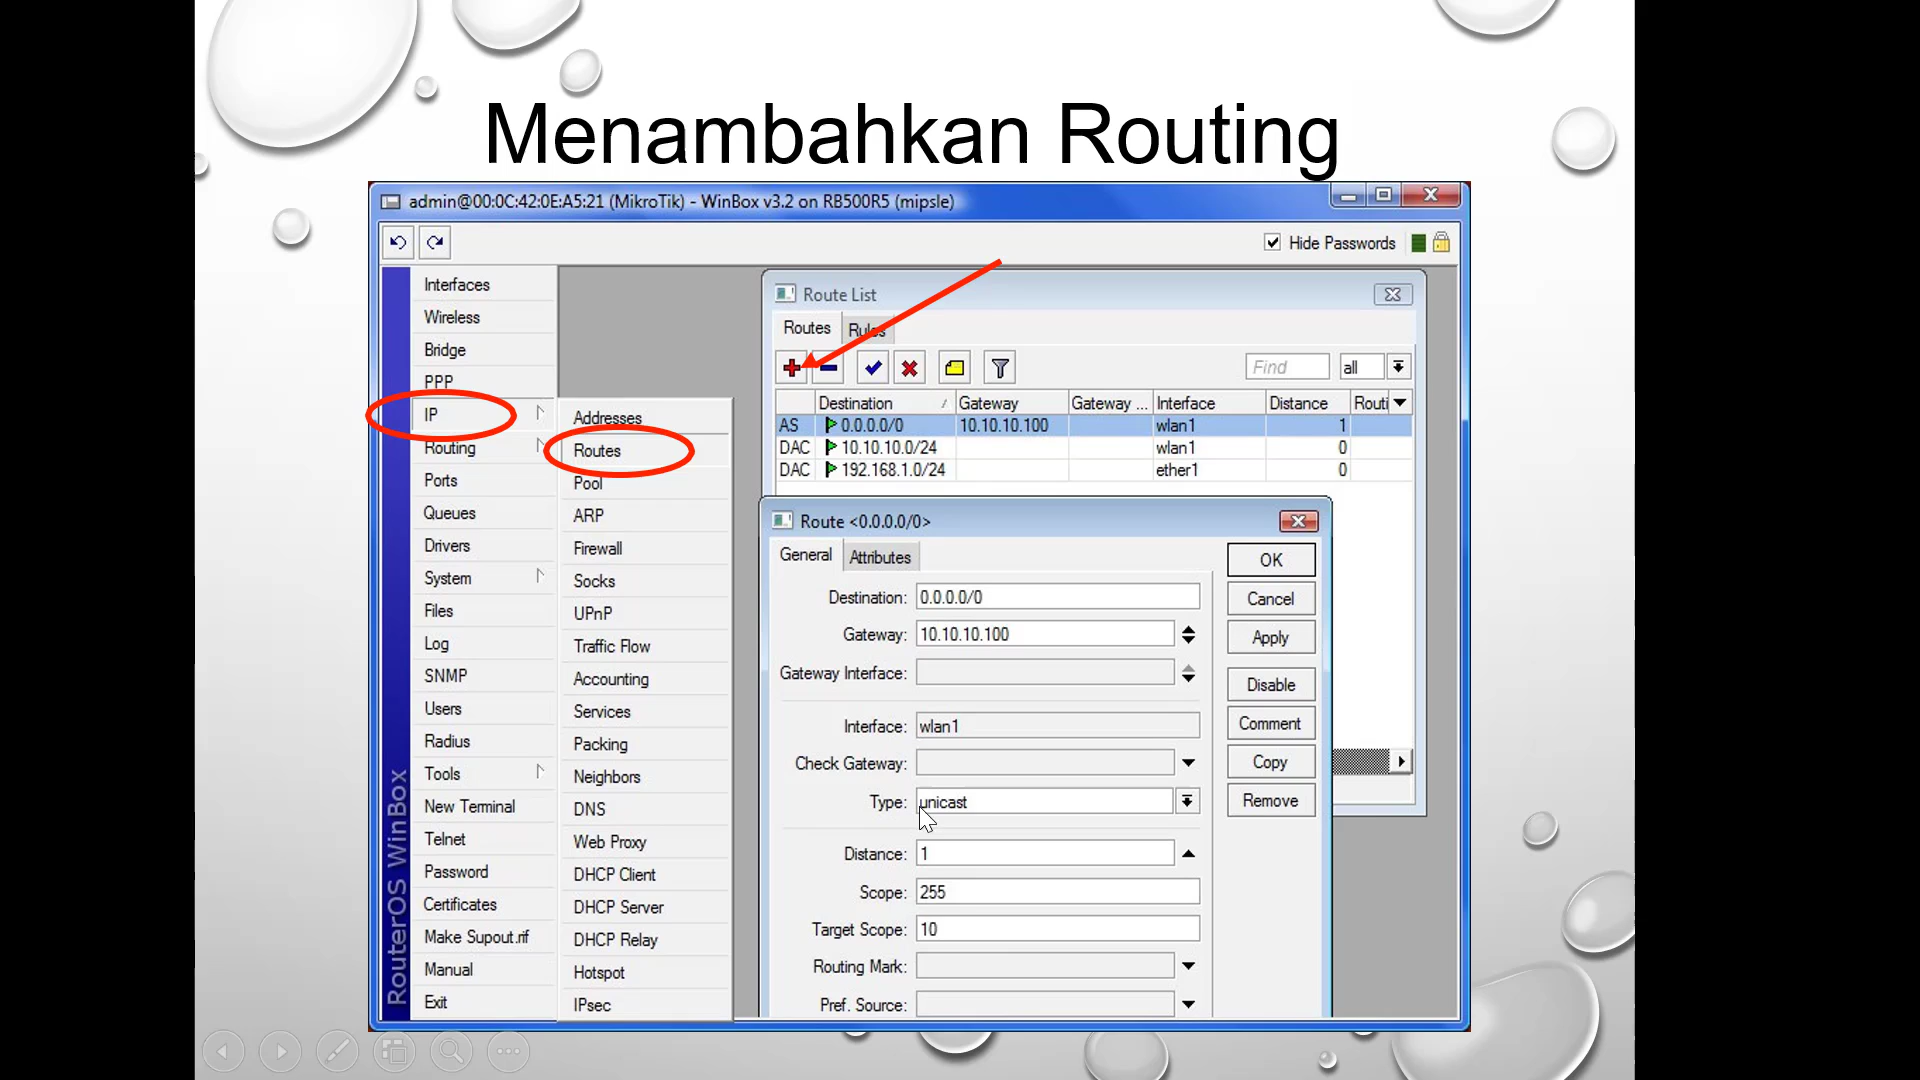 Menambahkan Routing
admin@00:0C:42:0E:A5:21 (MikroTik) - WinBox v3.2 on RB500R5 (mipsle)
Hide Passwords
Interfaces
Wireless
Bridge
PPP
IP
Routing
Ports
Queues
Drivers
System
Files
Log
SNMP
Users
Radius
Tools
New Terminal
Telnet
Password
Certificates
Make Supout.rif
Manual
Exit
RouterOS WinBox
Addresses
Routes
Pool
ARP
Firewall
Socks
UPnP
Traffic Flow
Accounting
Services
Packing
Neighbors
DNS
Web Proxy
DHCP Client
DHCP Server
DHCP Relay
Hotspot
IPsec
Route List
Routes Rules
Find all
Destination Gateway Gateway ... Interface Distance Routi
AS 0.0.0.0/0 10.10.10.100 wlan1 1
DAC 10.10.10.0/24 wlan1 0
DAC 192.168.1.0/24 ether1 0
Route <0.0.0.0/0>
General Attributes
Destination: 0.0.0.0/0
Gateway: 10.10.10.100
Gateway Interface:
Interface: wlan1
Check Gateway:
Type: unicast
Distance: 1
Scope: 255
Target Scope: 10
Routing Mark:
Pref. Source:
OK
Cancel
Apply
Disable
Comment
Copy
Remove